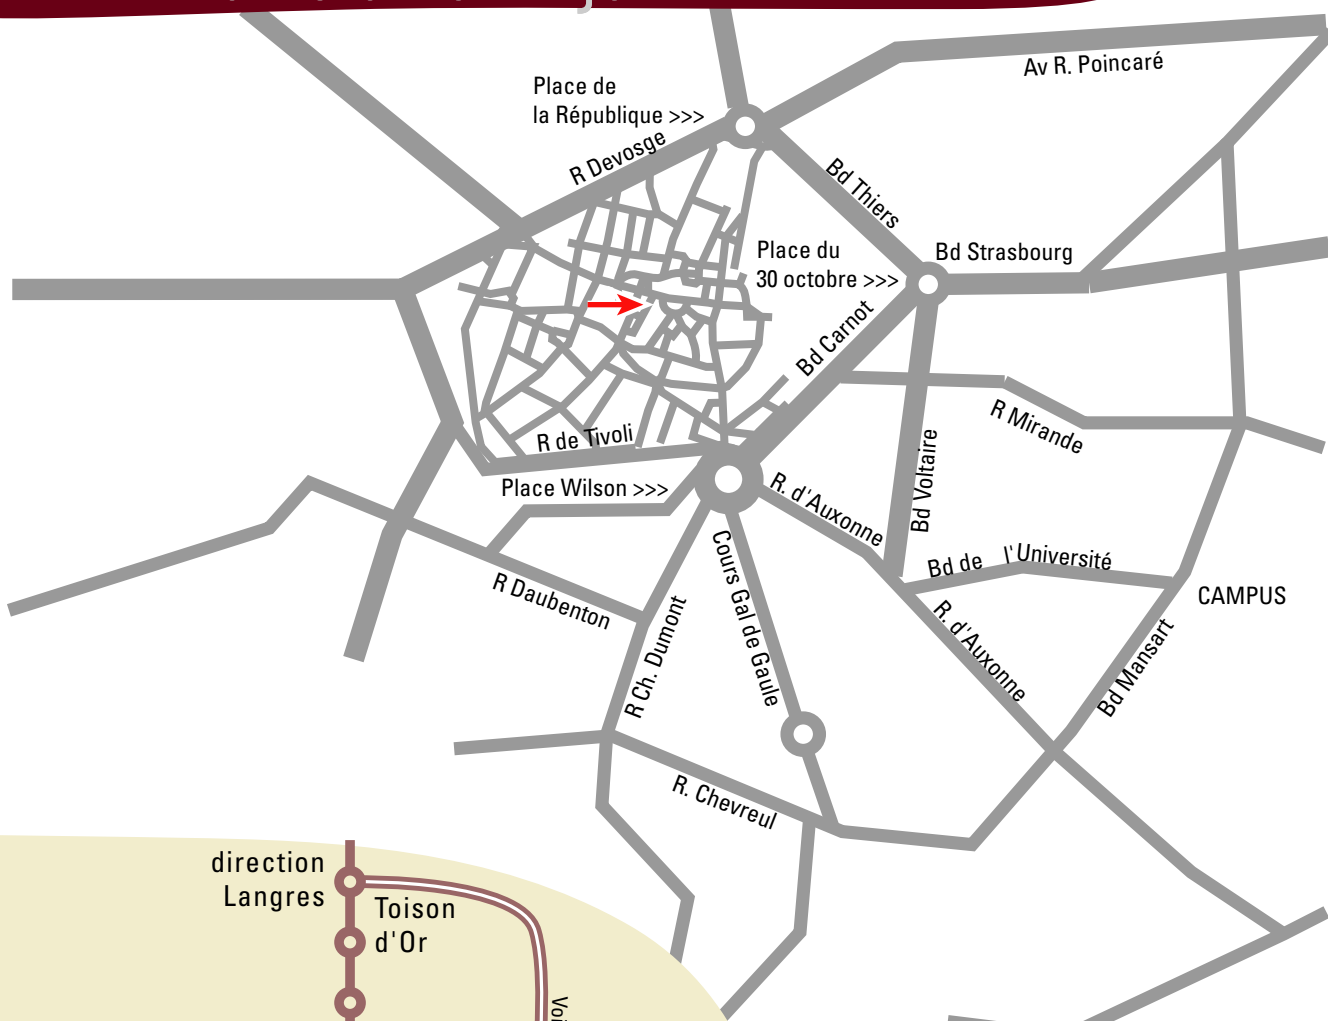 Av R. Poincaré
Place de
la République >>>
R Devosge
Bd Thiers
Place du
30 octobre >>>
Bd Strasbourg
Bd Carnot
R Mirande
R de Tivoli
Bd Voltaire
Place Wilson >>>
R. d'Auxonne
Cours Gal de Gaule
Bd de l'Université
R Daubenton
CAMPUS
R. d'Auxonne
R Ch. Dumont
Bd Mansart
R. Chevreul
direction
Langres
Toison
d'Or